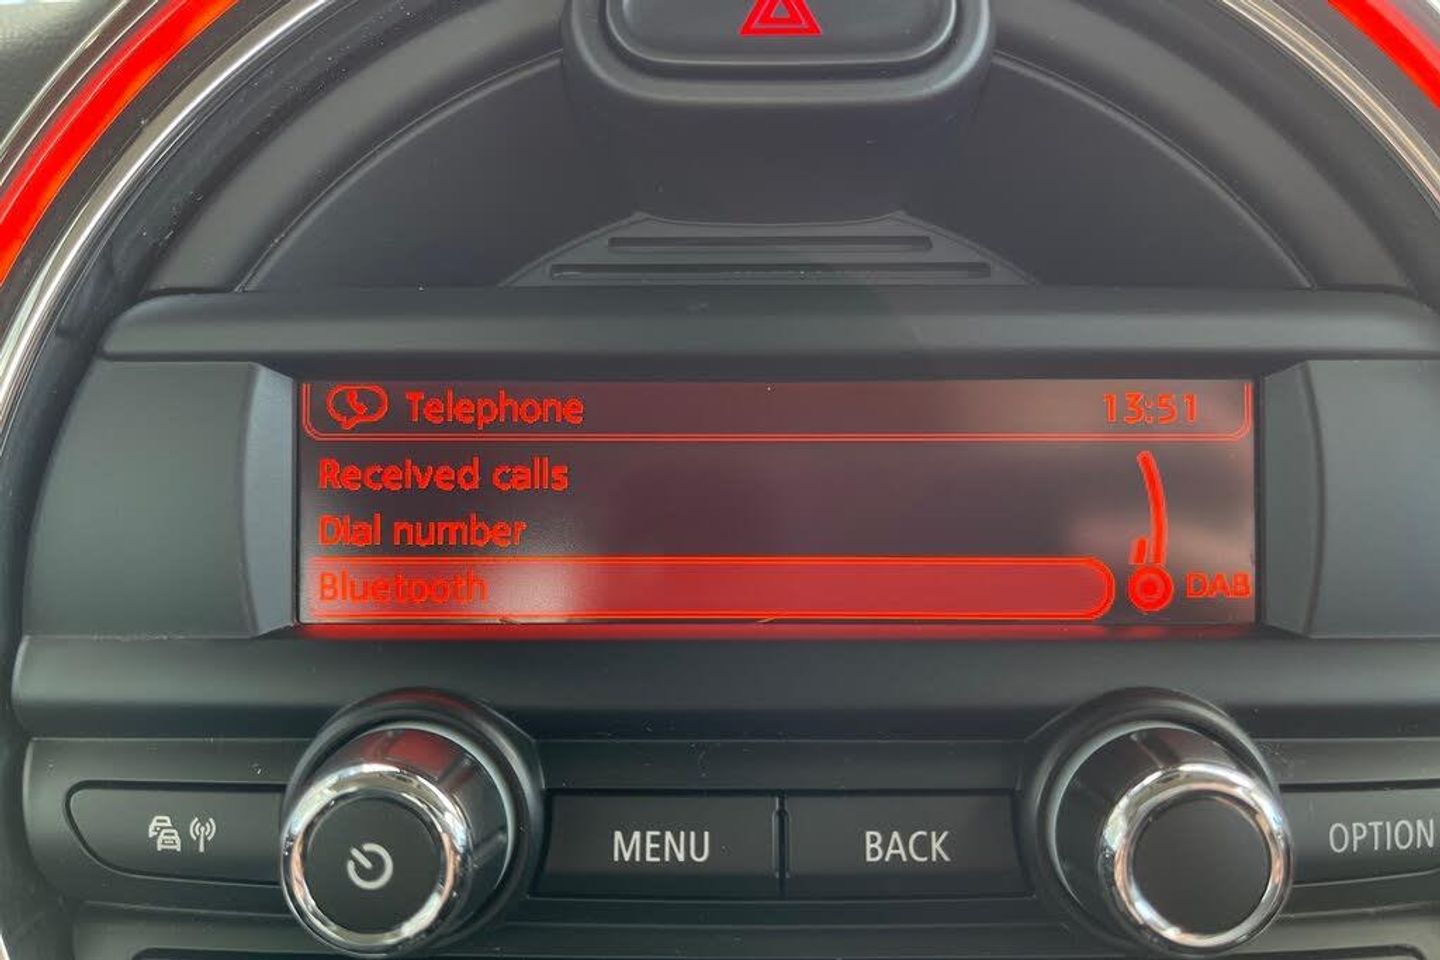 Telephone 13:51
Received calls
Dial number
Bluetooth DAB
MENU BACK OPTION